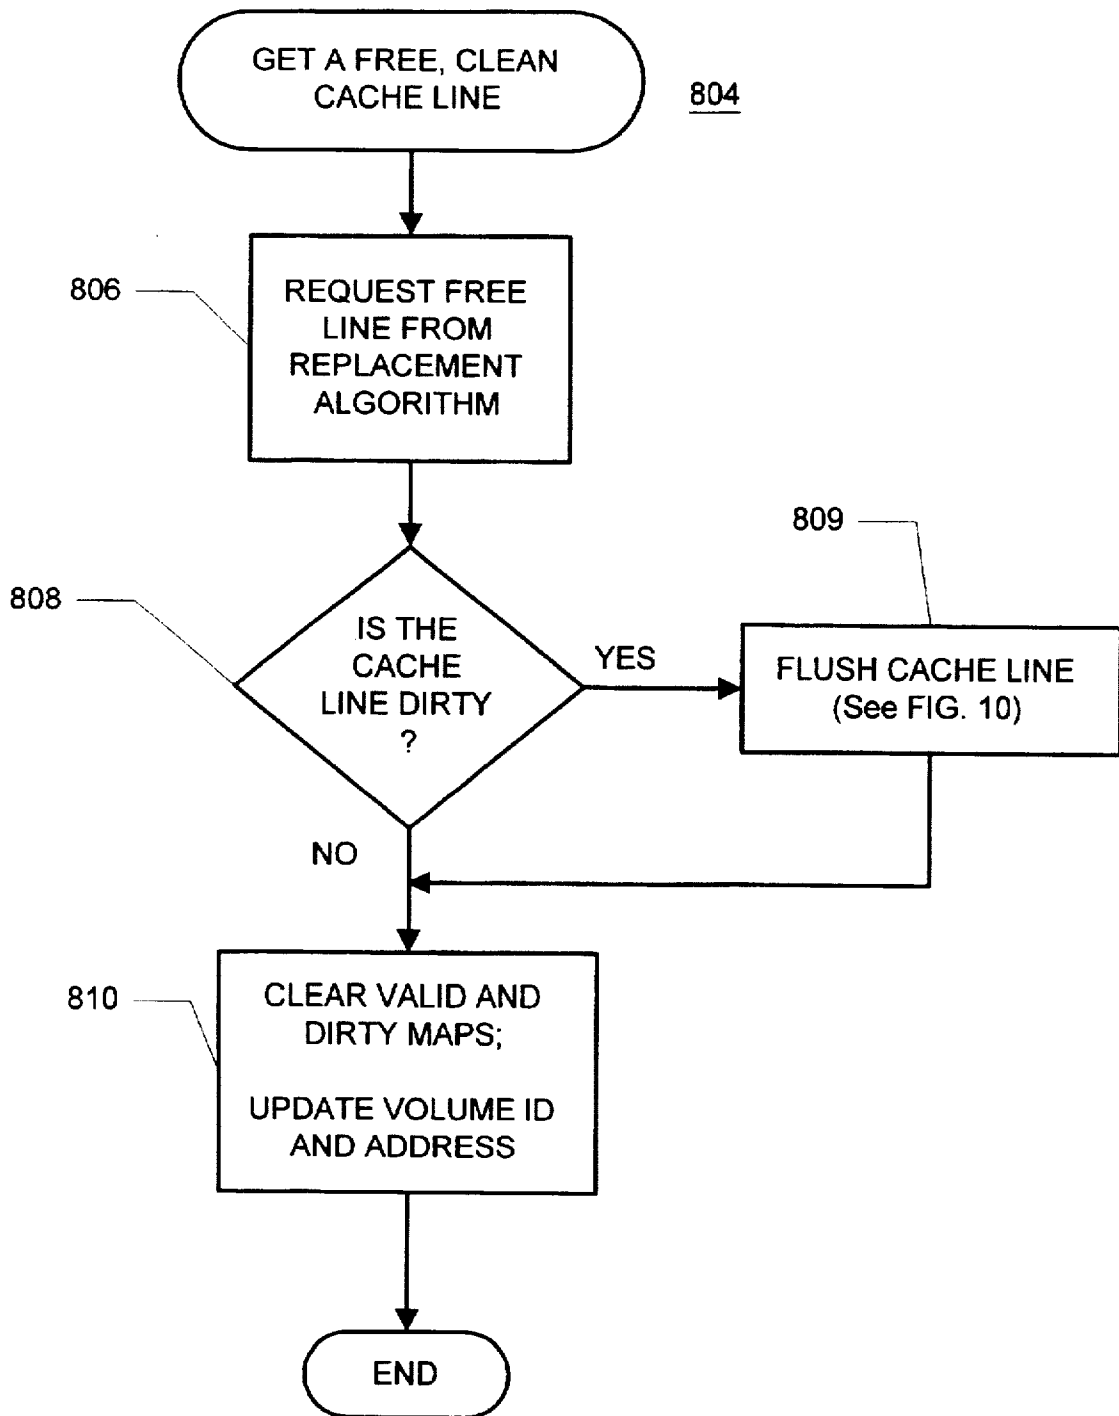 GET A FREE, CLEAN
CACHE LINE
804
806
REQUEST FREE
LINE FROM
REPLACEMENT
ALGORITHM
808
IS THE
CACHE
LINE DIRTY
?
YES
809
FLUSH CACHE LINE
(See FIG. 10)
NO
810
CLEAR VALID AND
DIRTY MAPS;
UPDATE VOLUME ID
AND ADDRESS
END